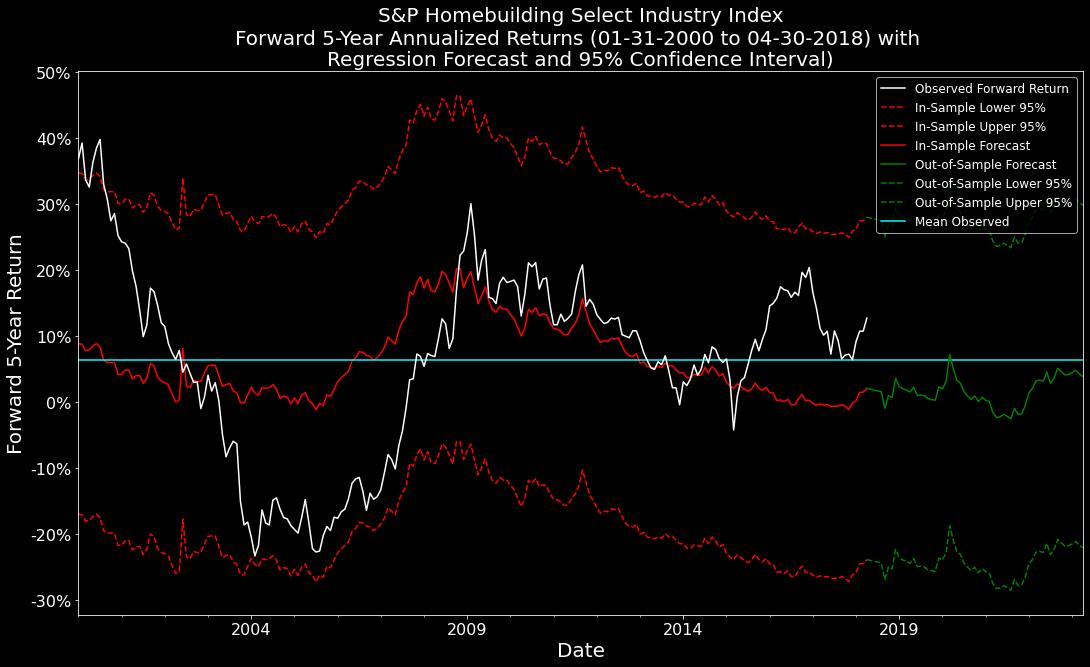 S&P Homebuilding Select Industry Index
Forward 5-Year Annualized Returns (01-31-2000 to 04-30-2018) with
Regression Forecast and 95% Confidence Interval)
50%
40%
30%
20%
10%
0%
-10%
-20%
-30%
Forward 5-Year Return
Observed Forward Return
In-Sample Lower 95%
In-Sample Upper 95%
In-Sample Forecast
Out-of-Sample Forecast
Out-of-Sample Lower 95%
Out-of-Sample Upper 95%
Mean Observed
2004
2009
2014
2019
Date